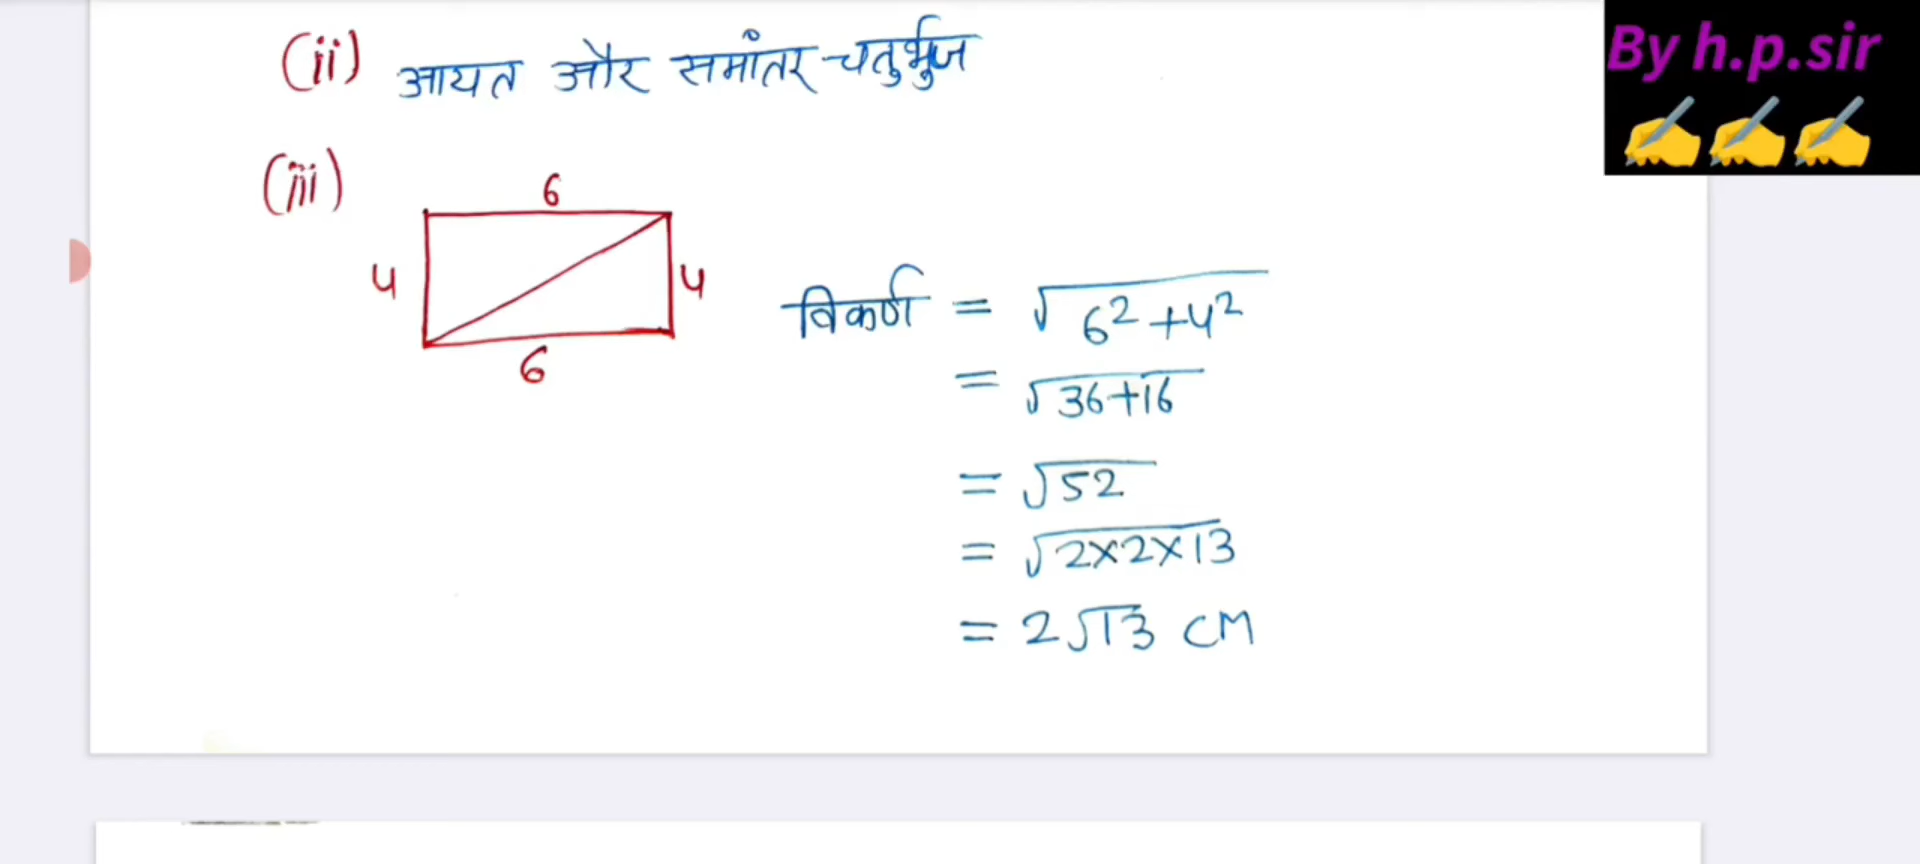 (ii) आयत और समांतर चतुर्भुज
By h.p.sir
(iii)
6
4
4
6
विकर्ण = √6² + 4²
= √36+16
= √52
= √2×2×13
= 2√13 CM